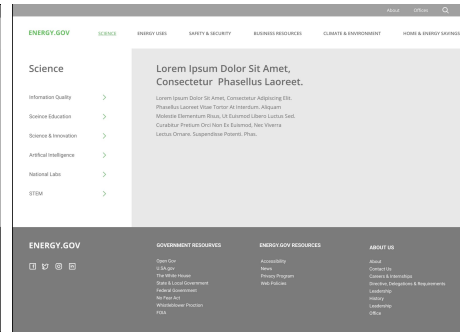 About Offices
ENERGY.GOV SCIENCE ENERGY USES SAFETY & SECURITY BUSINESS RESOURCES CLIMATE & ENVIRONMENT HOME & ENERGY SAVINGS
Science
Infomation Quality
Science Education
Science & Innovation
Artifical Intelligence
National Labs
STEM
Lorem Ipsum Dolor Sit Amet,
Consectetur Phasellus Laoreet.
Lorem Ipsum Dolor Sit Amet, Consectetur Adipiscing Elit.
Phasellus Laoreet Vitae Tortor At Interdum. Aliquam
Molestie Elementum Risus, Ut Euismod Libero Luctus Sed.
Curabitur Pretium Orci Non Ex Euismod, Nec Viverra
Lectus Ornare. Suspendisse Potenti. Phas.
ENERGY.GOV
GOVERNMENT RESOURVES
Open Gov
U EA gov
The White House
State & Local Government
Federal Government
No Fear Act
Whistleblower Proction
FOIA
ENERGY.GOV RESOURCES
Accessibility
News
Privacy Program
Web Policies
ABOUT US
About
Contact Us
Careers & Internships
Directive, Delegations & Requirements
Leadership
History
Leadership
Office